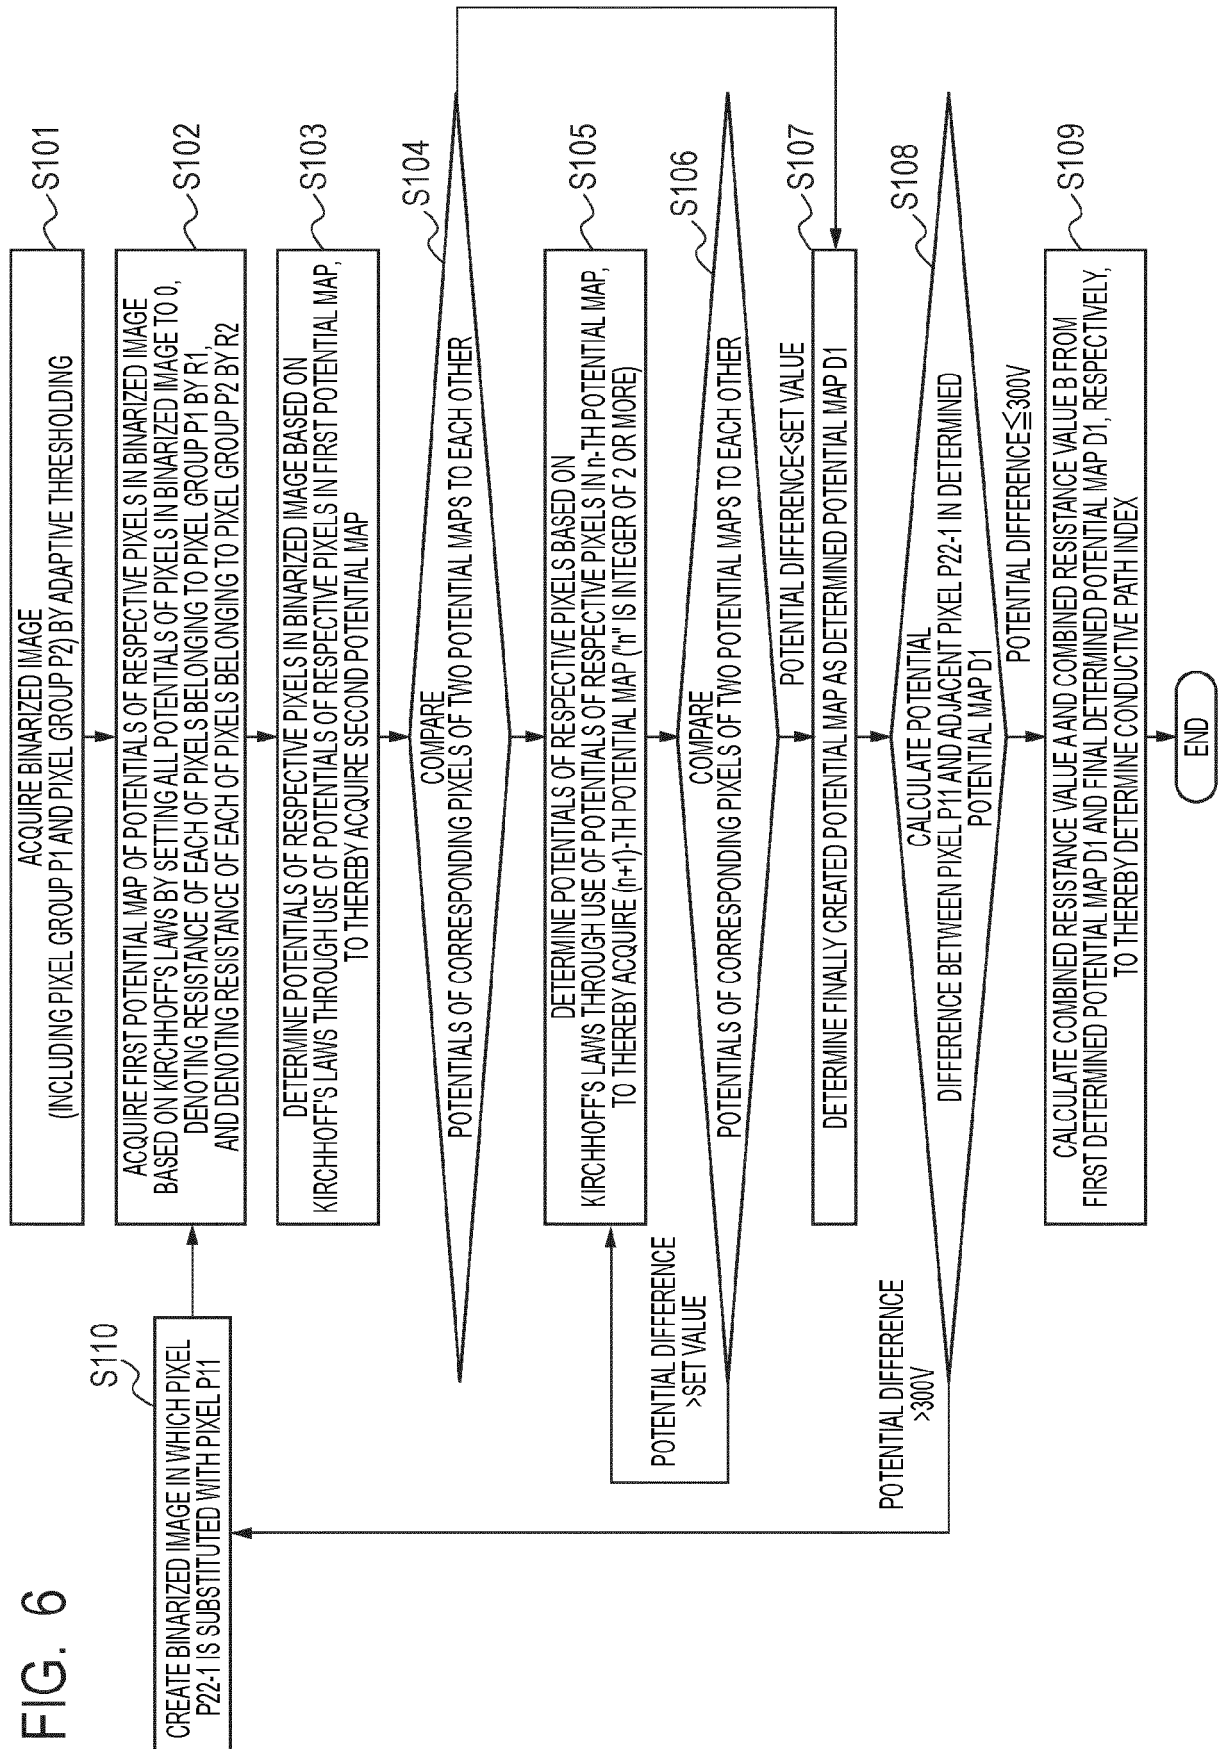 FIG. 6
ACQUIRE BINARIZED IMAGE
(INCLUDING PIXEL GROUP P1 AND PIXEL GROUP P2) BY ADAPTIVE THRESHOLDING
S101
CREATE BINARIZED IMAGE IN WHICH PIXEL
P22-1 IS SUBSTITUTED WITH PIXEL P11
S110
ACQUIRE FIRST POTENTIAL MAP OF POTENTIALS OF RESPECTIVE PIXELS IN BINARIZED IMAGE
BASED ON KIRCHHOFF'S LAWS BY SETTING ALL POTENTIALS OF PIXELS IN BINARIZED IMAGE TO 0,
DENOTING RESISTANCE OF EACH OF PIXELS BELONGING TO PIXEL GROUP P1 BY R1,
AND DENOTING RESISTANCE OF EACH OF PIXELS BELONGING TO PIXEL GROUP P2 BY R2
S102
DETERMINE POTENTIALS OF RESPECTIVE PIXELS IN BINARIZED IMAGE BASED ON
KIRCHHOFF'S LAWS THROUGH USE OF POTENTIALS OF RESPECTIVE PIXELS IN FIRST POTENTIAL MAP,
TO THEREBY ACQUIRE SECOND POTENTIAL MAP
S103
COMPARE
POTENTIALS OF CORRESPONDING PIXELS OF TWO POTENTIAL MAPS TO EACH OTHER
S104
DETERMINE POTENTIALS OF RESPECTIVE PIXELS BASED ON
KIRCHHOFF'S LAWS THROUGH USE OF POTENTIALS OF RESPECTIVE PIXELS IN n-TH POTENTIAL MAP,
TO THEREBY ACQUIRE (n+1)-TH POTENTIAL MAP ("n" IS INTEGER OF 2 OR MORE)
S105
POTENTIAL DIFFERENCE
>SET VALUE
COMPARE
POTENTIALS OF CORRESPONDING PIXELS OF TWO POTENTIAL MAPS TO EACH OTHER
S106
POTENTIAL DIFFERENCE<SET VALUE
DETERMINE FINALLY CREATED POTENTIAL MAP AS DETERMINED POTENTIAL MAP D1
S107
CALCULATE POTENTIAL
DIFFERENCE BETWEEN PIXEL P11 AND ADJACENT PIXEL P22-1 IN DETERMINED
POTENTIAL MAP D1
S108
POTENTIAL DIFFERENCE
>300V
POTENTIAL DIFFERENCE≦300V
CALCULATE COMBINED RESISTANCE VALUE A AND COMBINED RESISTANCE VALUE B FROM
FIRST DETERMINED POTENTIAL MAP D1 AND FINAL DETERMINED POTENTIAL MAP D1, RESPECTIVELY,
TO THEREBY DETERMINE CONDUCTIVE PATH INDEX
S109
END